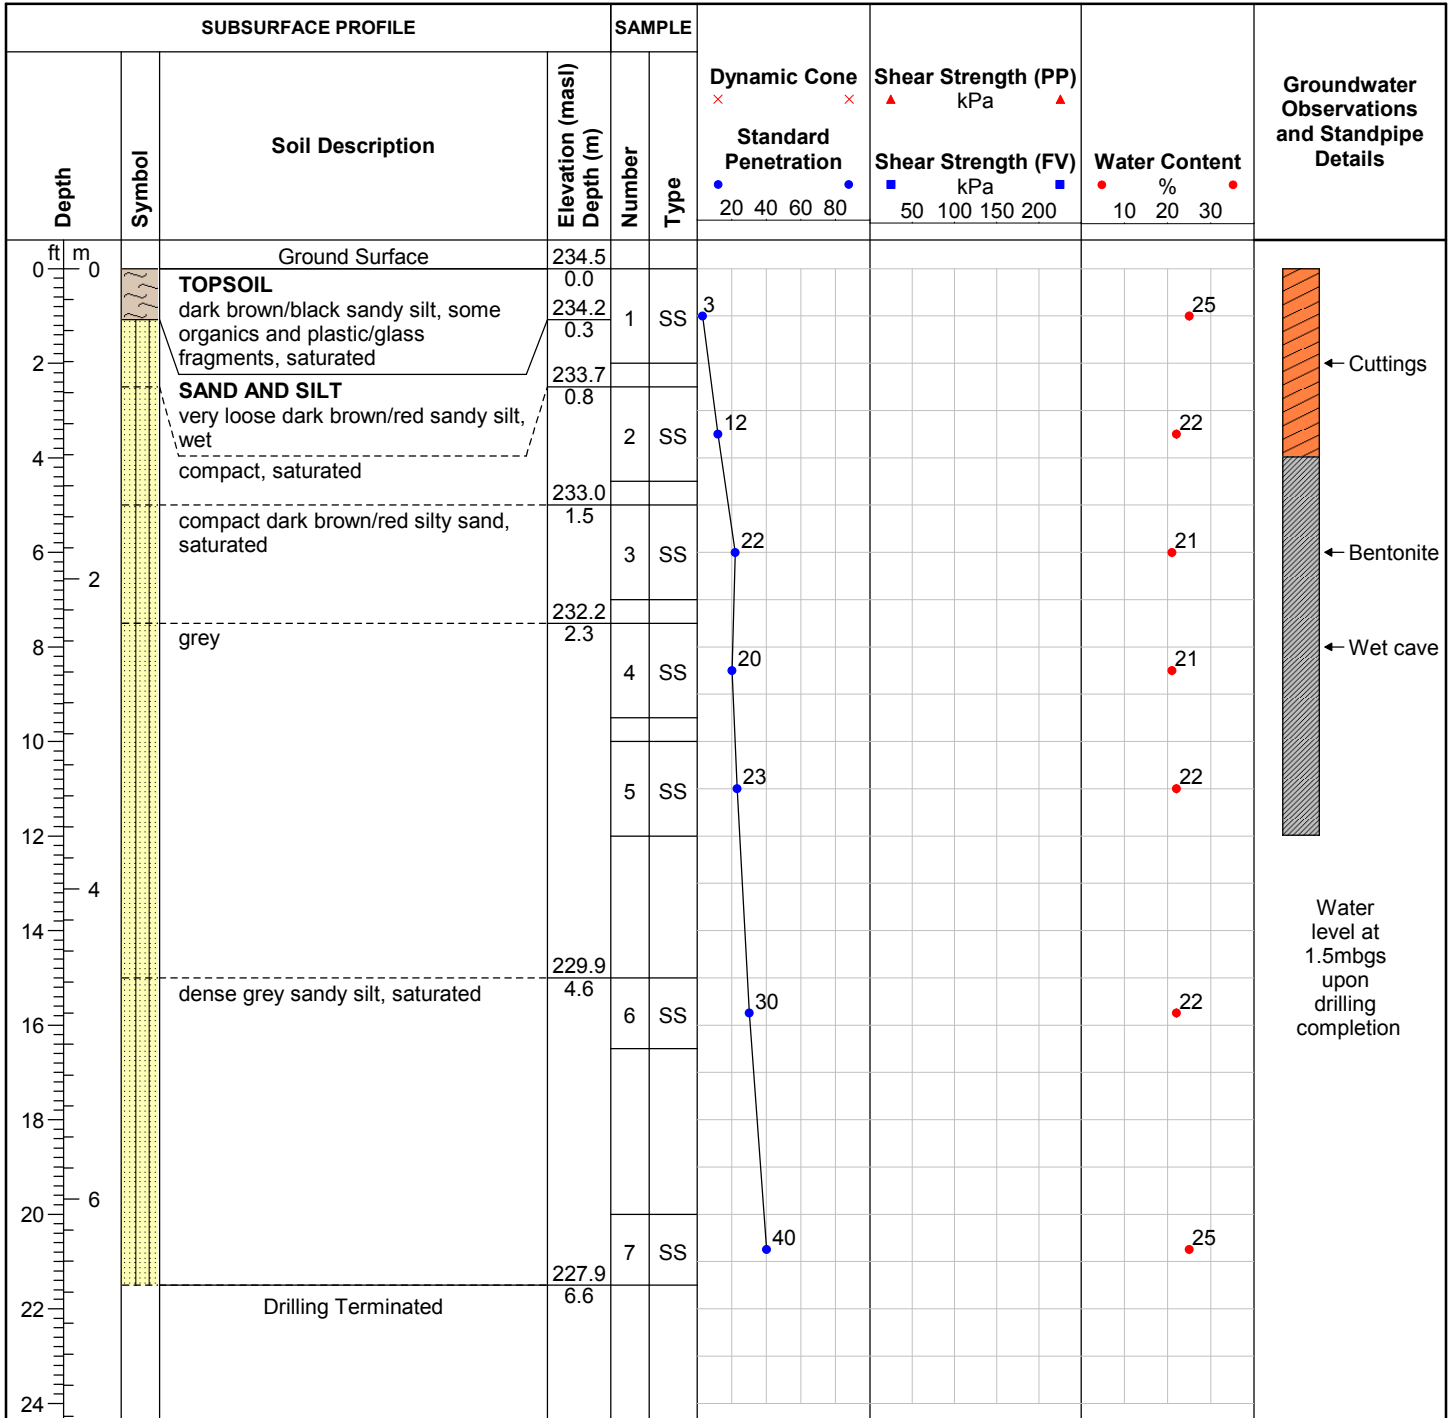 SUBSURFACE PROFILE
SAMPLE
Depth
Symbol
Soil Description
Elevation (masl)
Depth (m)
Number
Type
Dynamic Cone
Standard
Penetration
20 40 60 80
Shear Strength (PP)
kPa
Shear Strength (FV)
kPa
50 100 150 200
Water Content
%
10 20 30
Groundwater
Observations
and Standpipe
Details
ft m
Ground Surface
234.5
0 0
0.0
TOPSOIL
dark brown/black sandy silt, some
organics and plastic/glass
fragments, saturated
234.2
0.3
1 SS
3
25
2
233.7
0.8
SAND AND SILT
very loose dark brown/red sandy silt,
wet
Cuttings
2 SS
12
22
4
compact, saturated
233.0
1.5
compact dark brown/red silty sand,
saturated
6
3 SS
22
21
Bentonite
2
232.2
2.3
grey
8
4 SS
20
21
Wet cave
10
5 SS
23
22
12
4
14
Water
level at
1.5mbgs
upon
drilling
completion
229.9
4.6
dense grey sandy silt, saturated
16
6 SS
30
22
18
6
20
7 SS
40
25
227.9
6.6
22
Drilling Terminated
24